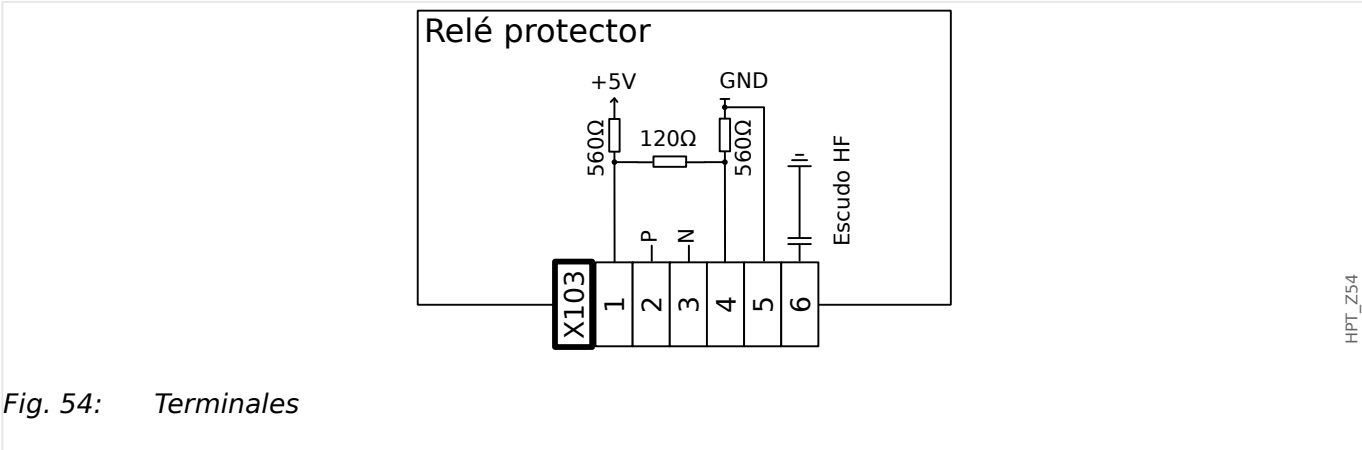 Relé protector
+5V
GND
560Ω
120Ω
560Ω
Escudo HF
P
N
X103
1
2
3
4
5
6
HPT_Z54
Fig. 54: Terminales